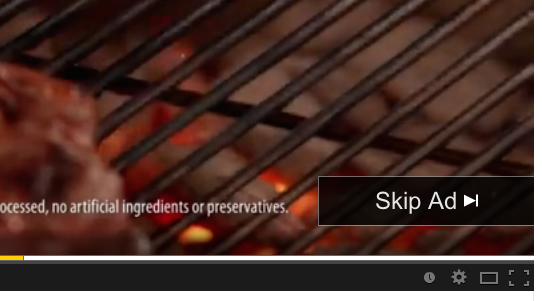 ocessed, no artificial ingredients or preservatives.
Skip Ad